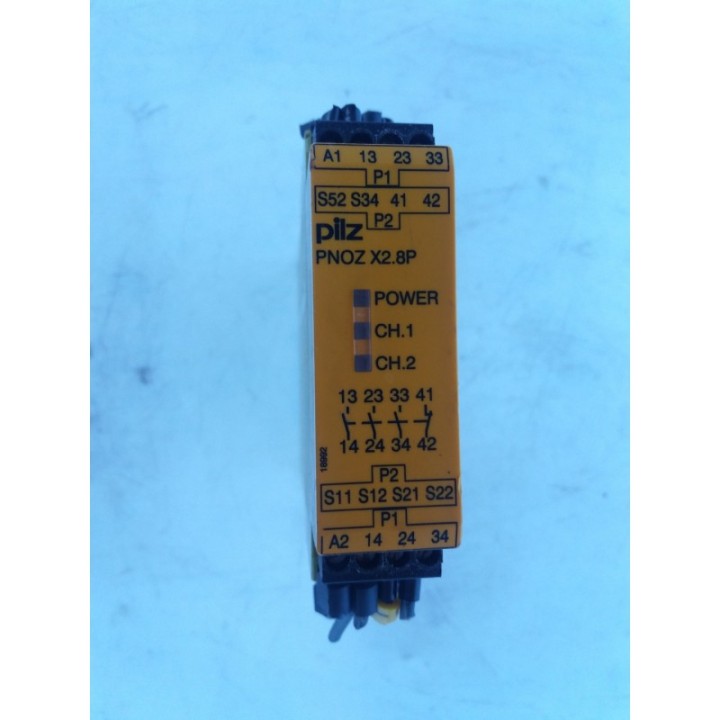 A1 13 23 33
P1
S52 S34 41 42
P2
pilz
PNOZ X2.8P
POWER
CH.1
CH.2
13 23 33 41
14 24 34 42
18992
P2
S11 S12 S21 S22
P1
A2 14 24 34